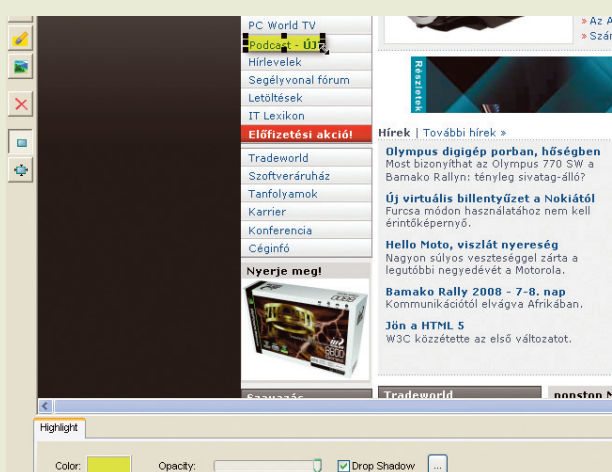 PC World TV
Podcast - ÚJ
Hírlevelek
Segélyvonal fórum
Letöltések
IT Lexikon
Előfizetési akció!
Tradeworld
Szoftveráruház
Tanfolyamok
Karrier
Konferencia
Céginfó
Nyerje meg!
8800
» Az A
» Szár
Részletek
Hírek | További hírek »
Olympus digigép porban, hőségben
Most bizonyíthat az Olympus 770 SW a
Bamako Rallyn: tényleg sivatag-álló?
Új virtuális billentyűzet a Nokiától
Furcsa módon használatához nem kell
érintőképernyő.
Hello Moto, viszlát nyereség
Nagyon súlyos veszteséggel zárta a
legutóbbi negyedévét a Motorola.
Bamako Rally 2008 - 7-8. nap
Kommunikációtól elvágva Afrikában.
Jön a HTML 5
W3C közzétette az első változatot.
Szavazás
Tradeworld
nonstop M
Highlight
Color:
Opacity:
Drop Shadow
...